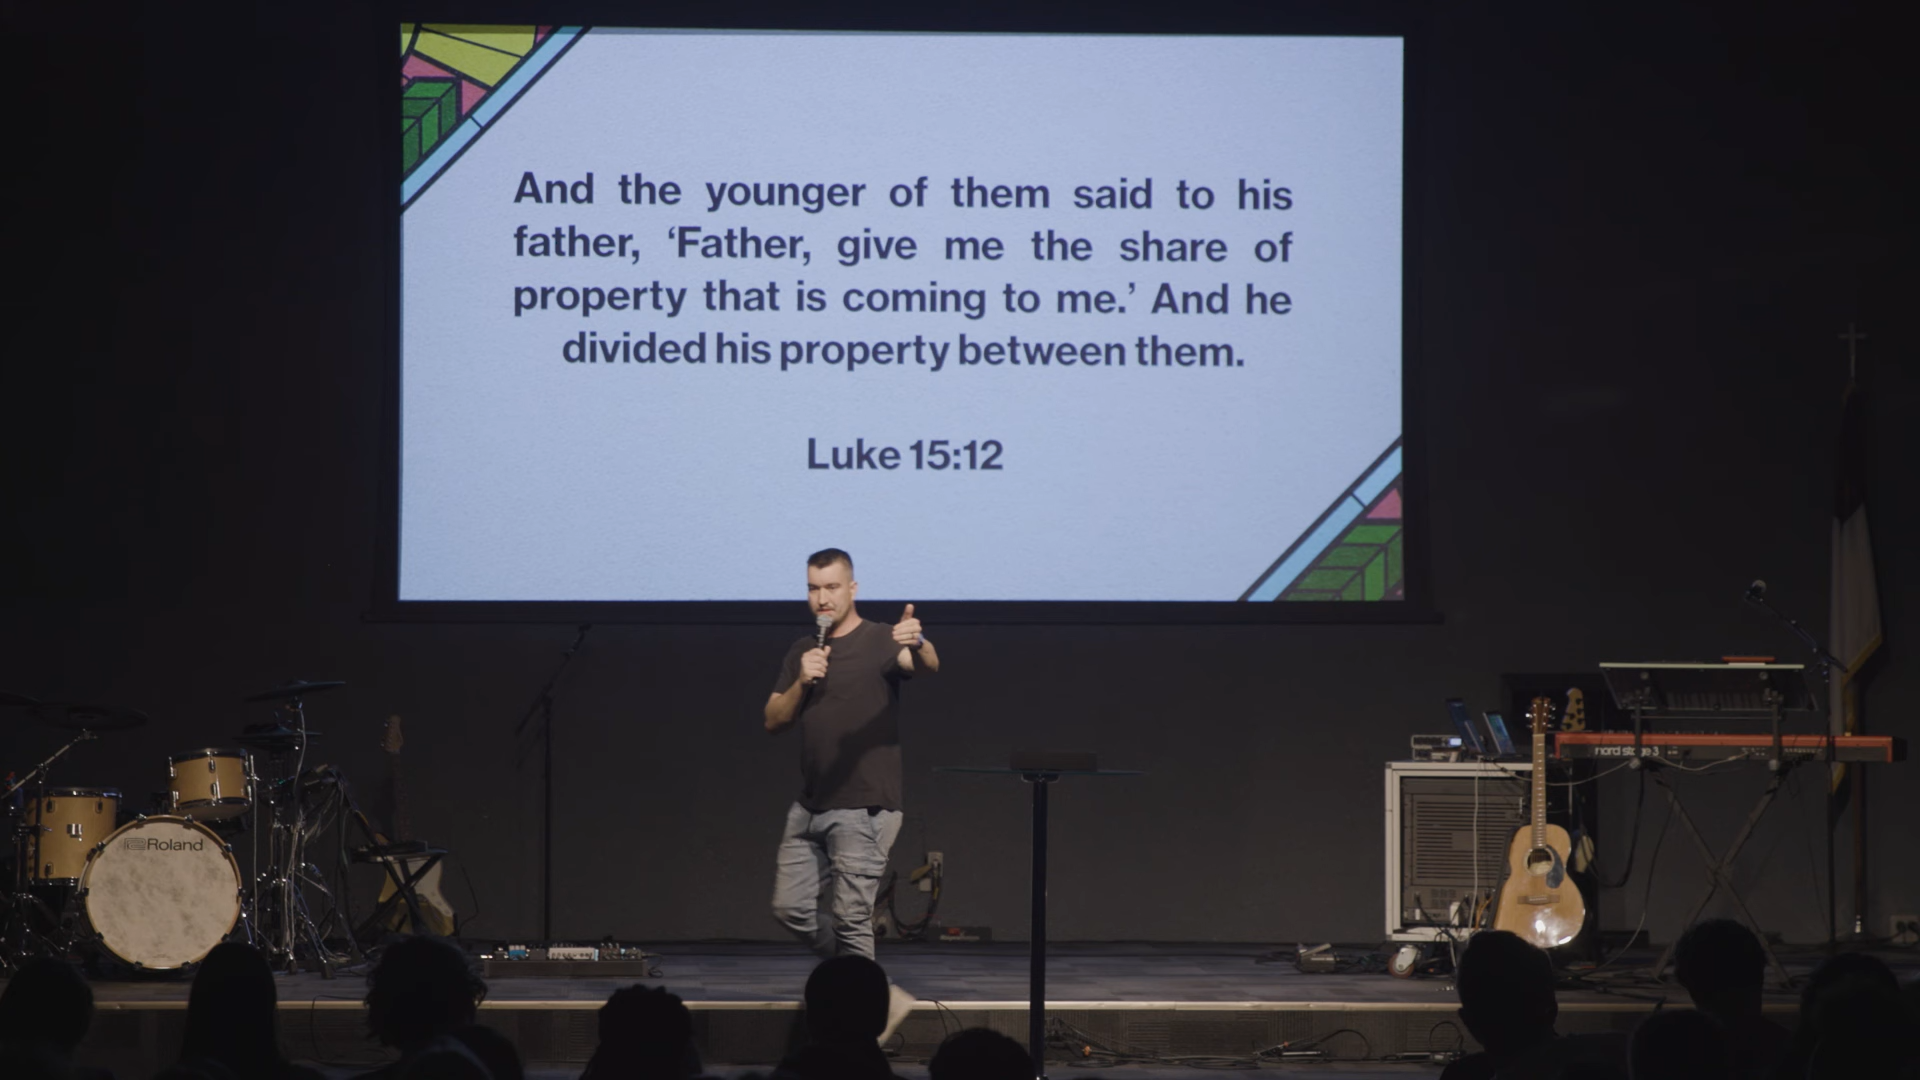 And the younger of them said to his
father, ‘Father, give me the share of
property that is coming to me.’ And he
divided his property between them.
Luke 15:12
Roland
nord stage 3